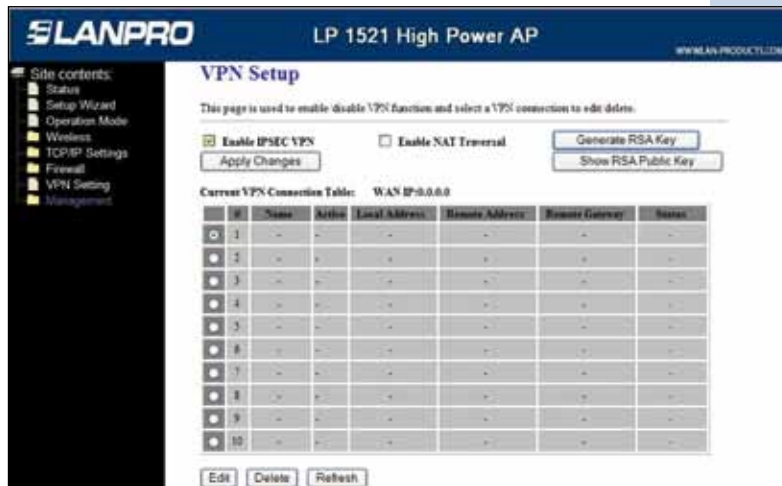 LANPRO
LP 1521 High Power AP
WWW.LAN-PRODUCTS.COM
Site contents:
Status
Setup Wizard
Operation Mode
Wireless
TCP/IP Settings
Firewall
VPN Setting
Management
VPN Setup
This page is used to enable/disable VPN function and select a VPN connection to edit/delete.
Enable IPSEC VPN Enable NAT Traversal Generate RSA Key
Apply Changes Show RSA Public Key
Current VPN Connection Table: WAN IP:0.0.0.0
# Name Active Local Address Remote Address Remote Gateway Status
1 - - - - - -
2 - - - - - -
3 - - - - - -
4 - - - - - -
5 - - - - - -
6 - - - - - -
7 - - - - - -
8 - - - - - -
9 - - - - - -
10 - - - - - -
Edit Delete Refresh